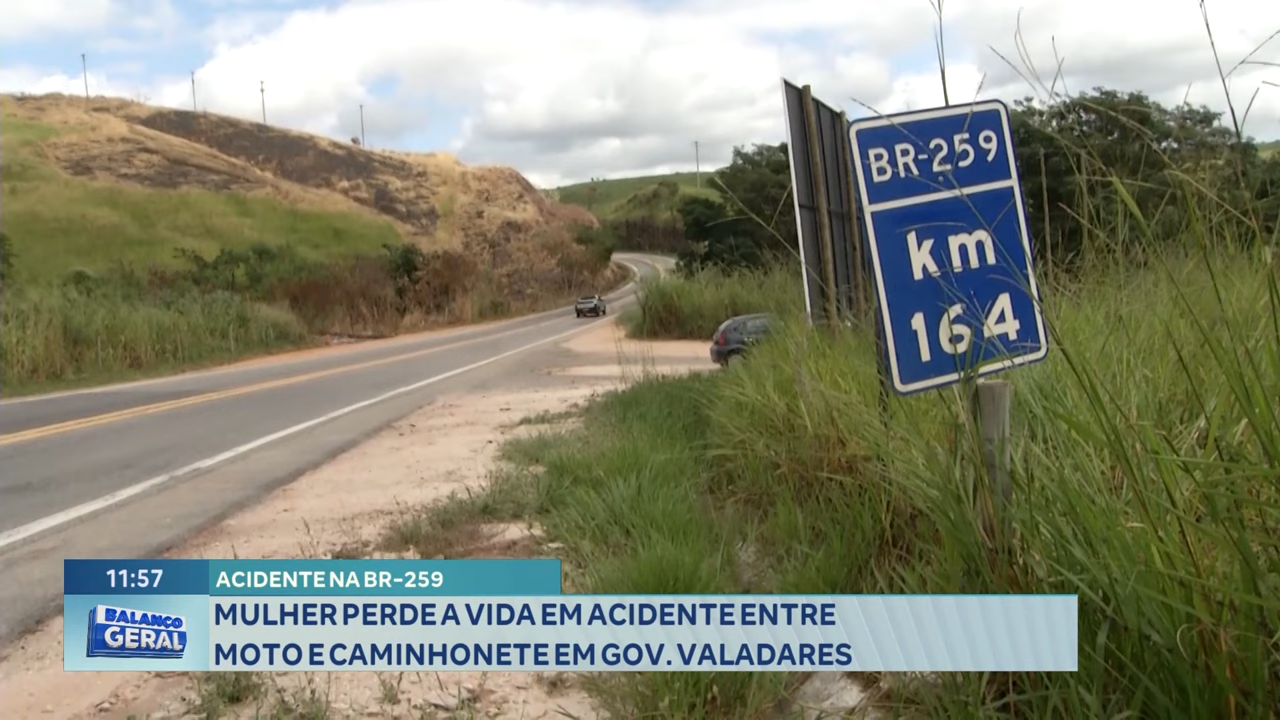 BR-259
km
164
11:57
ACIDENTE NA BR-259
BALANÇO
GERAL
MULHER PERDE A VIDA EM ACIDENTE ENTRE
MOTO E CAMINHONETE EM GOV. VALADARES